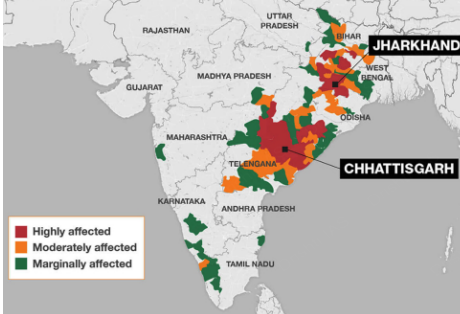 UTTAR
PRADESH
RAJASTHAN
BIHAR
JHARKHAND
WEST
BENGAL
MADHYA PRADESH
GUJARAT
ODISHA
MAHARASHTRA
TELENGANA
CHHATTISGARH
KARNATAKA
ANDHRA PRADESH
Highly affected
Moderately affected
Marginally affected
TAMIL NADU